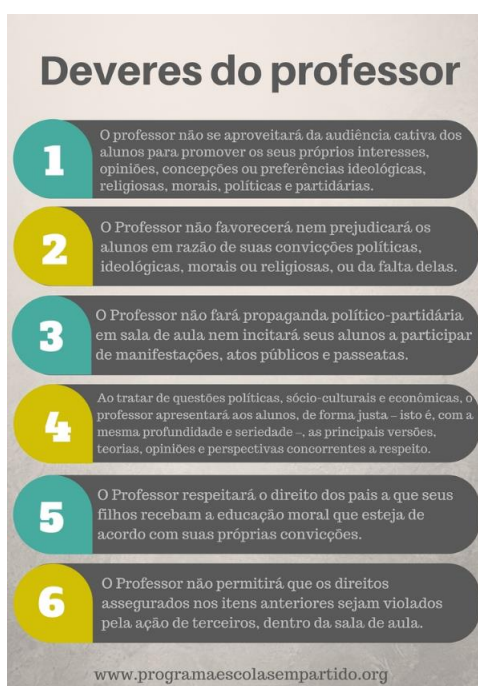 Deveres do professor
1
O professor não se aproveitará da audiência cativa dos
alunos para promover os seus próprios interesses,
opiniões, concepções ou preferências ideológicas,
religiosas, morais, políticas e partidárias.
2
O Professor não favorecerá nem prejudicará os
alunos em razão de suas convicções políticas,
ideológicas, morais ou religiosas, ou da falta delas.
3
O Professor não fará propaganda político-partidária
em sala de aula nem incitará seus alunos a participar
de manifestações, atos públicos e passeatas.
4
Ao tratar de questões políticas, sócio-culturais e econômicas, o
professor apresentará aos alunos, de forma justa – isto é, com a
mesma profundidade e seriedade –, as principais versões,
teorias, opiniões e perspectivas concorrentes a respeito.
5
O Professor respeitará o direito dos pais a que seus
filhos recebam a educação moral que esteja de
acordo com suas próprias convicções.
6
O Professor não permitirá que os direitos
assegurados nos itens anteriores sejam violados
pela ação de terceiros, dentro da sala de aula.
www.programaescolasempartido.org